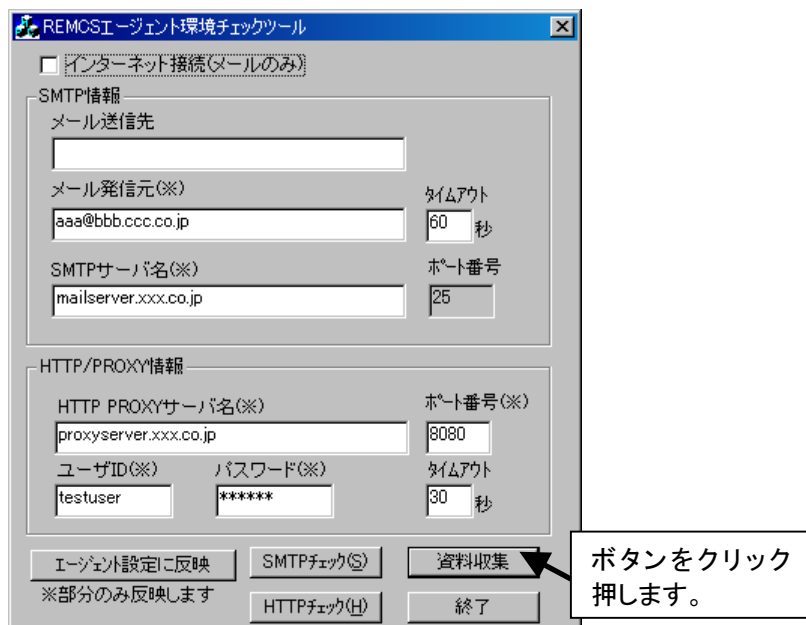 REMCSエージェント環境チェックツール
インターネット接続(メールのみ)
SMTP情報
メール送信先
メール発信元(※)
タイムアウト
aaa@bbb.ccc.co.jp
60
秒
SMTPサーバ名(※)
ポート番号
mailserver.xxx.co.jp
25
HTTP/PROXY情報
HTTP PROXYサーバ名(※)
ポート番号(※)
proxyserver.xxx.co.jp
8080
ユーザID(※)
パスワード(※)
タイムアウト
testuser
******
30
秒
エージェント設定に反映
SMTPチェック(S)
資料収集
※部分のみ反映します
HTTPチェック(H)
終了
ボタンをクリック
押します。